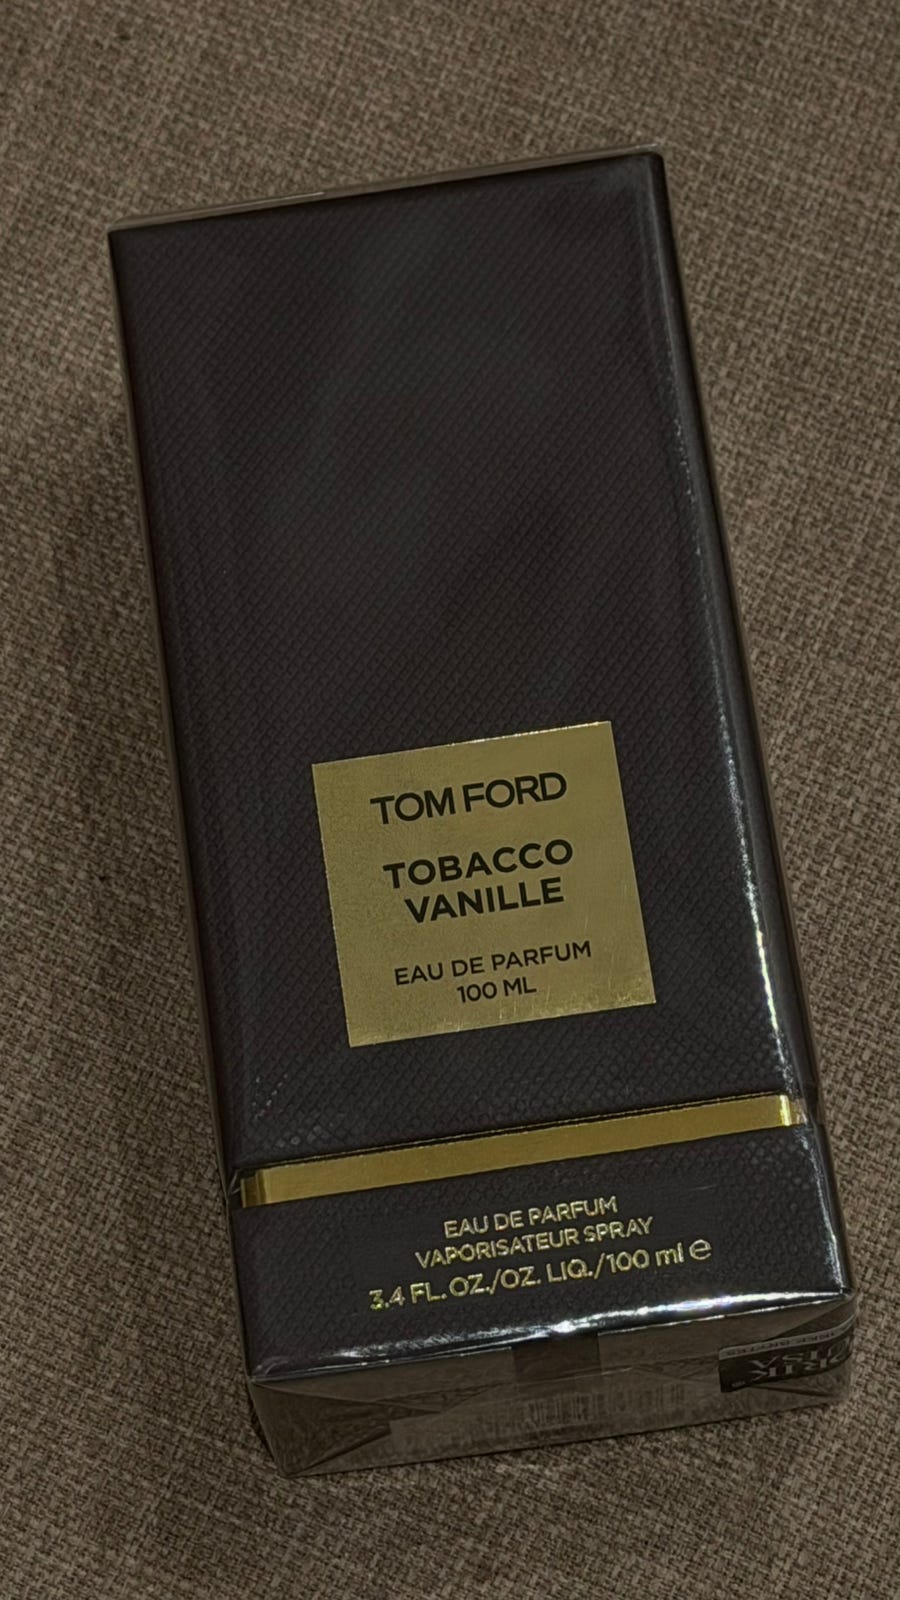 TOM FORD
TOBACCO
VANILLE
EAU DE PARFUM
100 ML
EAU DE PARFUM
VAPORISATEUR SPRAY
3.4 FL. OZ./OZ. LIQ./100 ml ℮